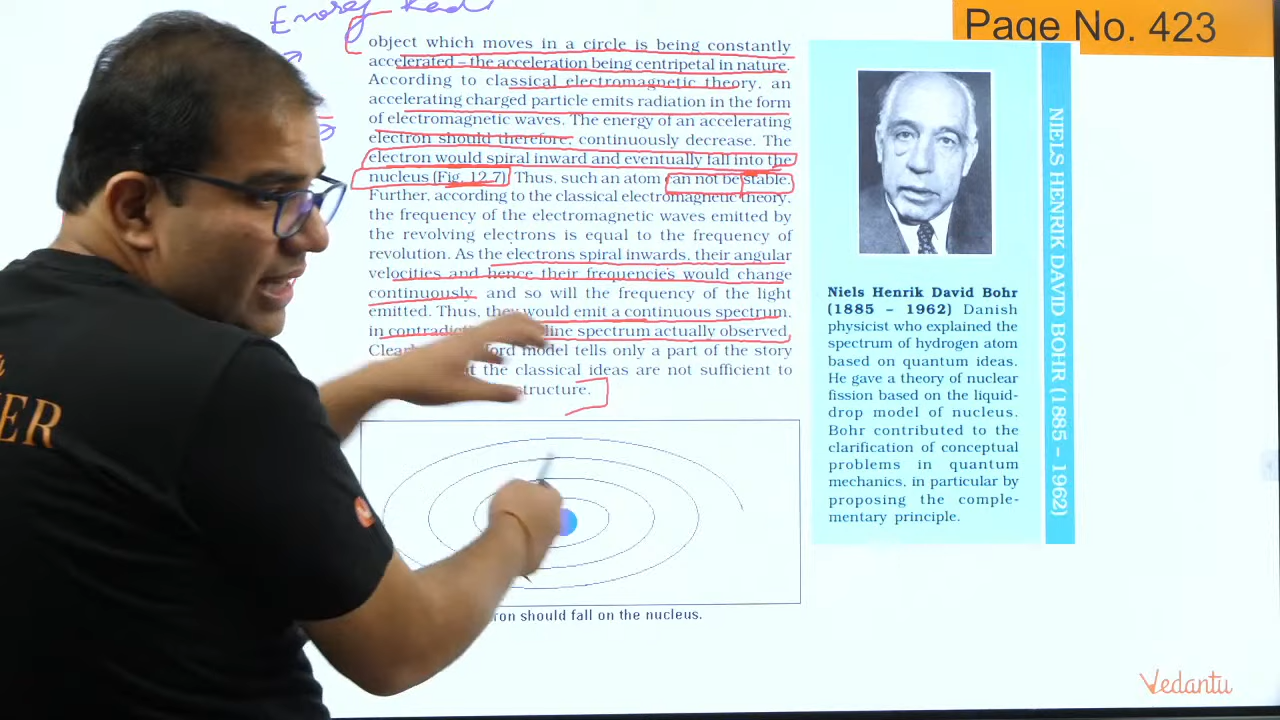 Energy
Page No. 423
object which moves in a circle is being constantly
accelerated – the acceleration being centripetal in nature.
According to classical electromagnetic theory, an
accelerating charged particle emits radiation in the form
of electromagnetic waves. The energy of an accelerating
electron should therefore, continuously decrease. The
electron would spiral inward and eventually fall into the
nucleus (Fig. 12.7). Thus, such an atom can not be stable.
Further, according to the classical electromagnetic theory,
the frequency of the electromagnetic waves emitted by
the revolving electrons is equal to the frequency of
revolution. As the electrons spiral inwards, their angular
velocities and hence their frequencies would change
continuously, and so will the frequency of the light
emitted. Thus, they would emit a continuous spectrum,
in line spectrum actually observed.
model tells only a part of the story
the classical ideas are not sufficient to
structure.
should fall on the nucleus.
Niels Henrik David Bohr
(1885 – 1962) Danish
physicist who explained the
spectrum of hydrogen atom
based on quantum ideas.
He gave a theory of nuclear
fission based on the liquid-
drop model of nucleus.
Bohr contributed to the
clarification of conceptual
problems in quantum
mechanics, in particular by
proposing the comple-
mentary principle.
NIELS HENRIK DAVID BOHR (1885 – 1962)
Vedantu